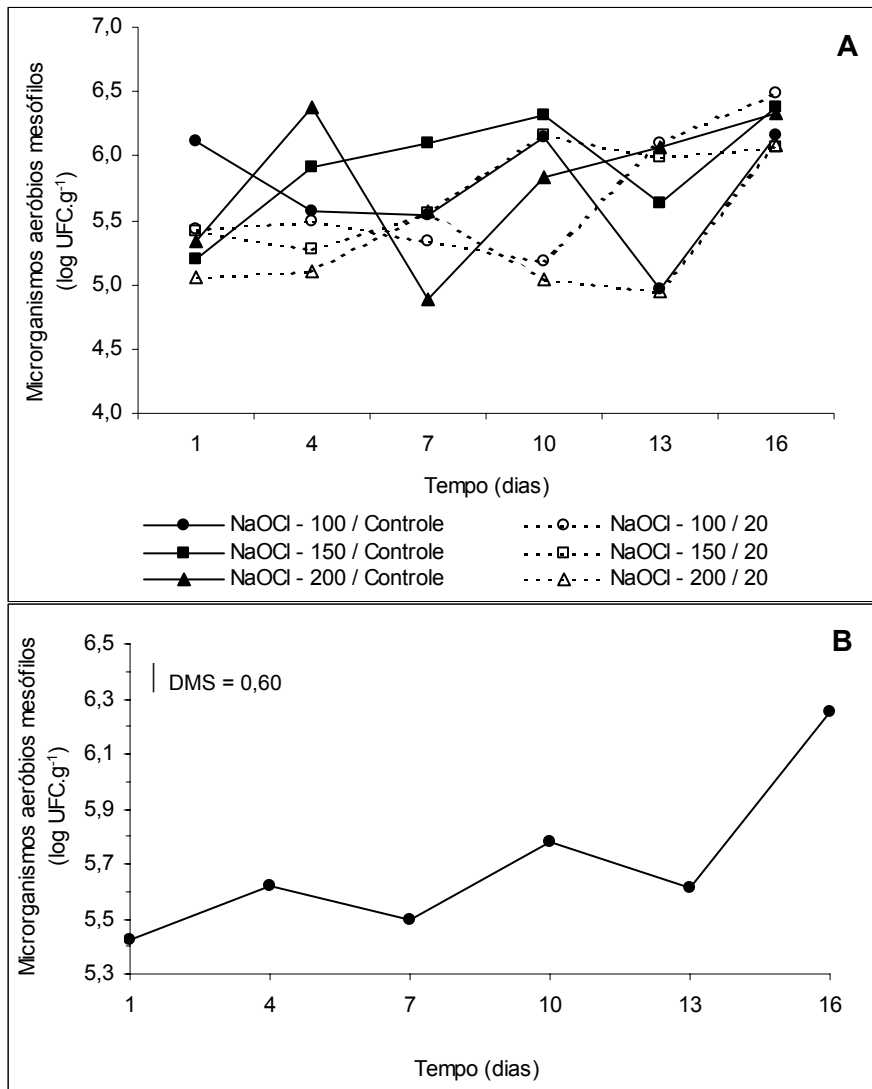 A
Microrganismos aeróbios mesófilos
(log UFC.g-1)
7,0
6,5
6,0
5,5
5,0
4,5
4,0
1 4 7 10 13 16
Tempo (dias)
NaOCl - 100 / Controle NaOCl - 100 / 20
NaOCl - 150 / Controle NaOCl - 150 / 20
NaOCl - 200 / Controle NaOCl - 200 / 20
B
Microrganismos aeróbios mesófilos
(log UFC.g-1)
6,5
DMS = 0,60
6,3
6,1
5,9
5,7
5,5
5,3
1 4 7 10 13 16
Tempo (dias)